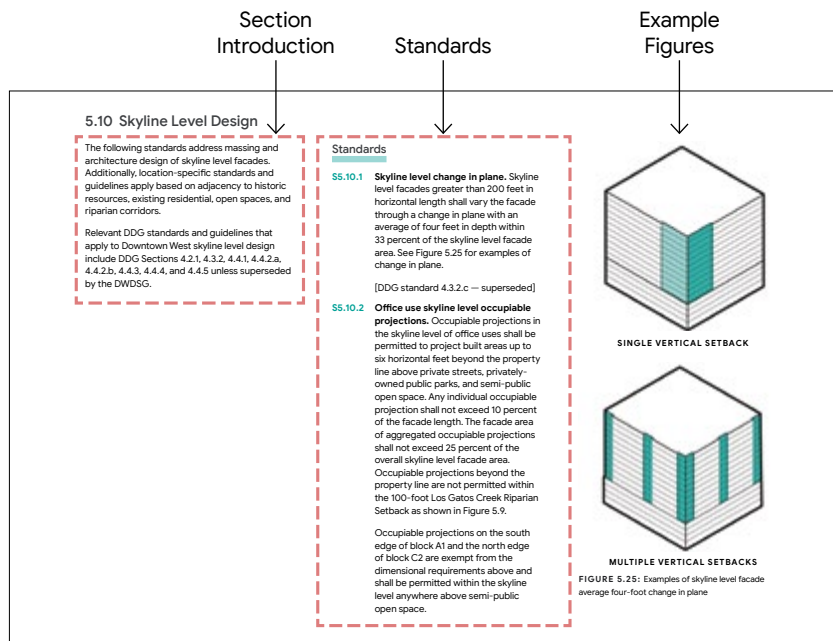 Section
Introduction
Standards
Example
Figures
5.10 Skyline Level Design
The following standards address massing and
architecture design of skyline level facades.
Additionally, location-specific standards and
guidelines apply based on adjacency to historic
resources, existing residential, open spaces, and
riparian corridors.
Relevant DDG standards and guidelines that
apply to Downtown West skyline level design
include DDG Sections 4.2.1, 4.3.2, 4.4.1, 4.4.2.a,
4.4.2.b, 4.4.3, 4.4.4, and 4.4.5 unless superseded
by the DWDSG.
Standards
S5.10.1 Skyline level change in plane. Skyline
level facades greater than 200 feet in
horizontal length shall vary the facade
through a change in plane with an
average of four feet in depth within
33 percent of the skyline level facade
area. See Figure 5.25 for examples of
change in plane.
[DDG standard 4.3.2.c — superseded]
S5.10.2 Office use skyline level occupiable
projections. Occupiable projections in
the skyline level of office uses shall be
permitted to project built areas up to
six horizontal feet beyond the property
line above private streets, privately-
owned public parks, and semi-public
open space. Any individual occupiable
projection shall not exceed 10 percent
of the facade length. The facade area
of aggregated occupiable projections
shall not exceed 25 percent of the
overall skyline level facade area.
Occupiable projections beyond the
property line are not permitted within
the 100-foot Los Gatos Creek Riparian
Setback as shown in Figure 5.9.
Occupiable projections on the south
edge of block A1 and the north edge
of block C2 are exempt from the
dimensional requirements above and
shall be permitted within the skyline
level anywhere above semi-public
open space.
SINGLE VERTICAL SETBACK
MULTIPLE VERTICAL SETBACKS
FIGURE 5.25: Examples of skyline level facade
average four-foot change in plane